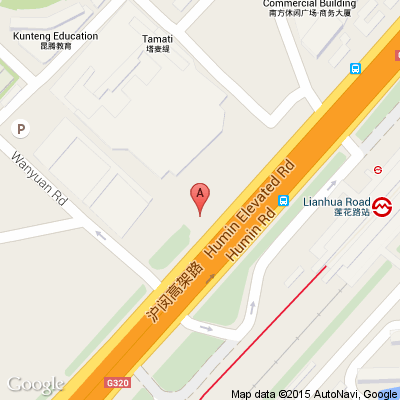 Commercial Building
南方休闲广场·商务大厦
Kunteng Education
昆腾教育
Tamati
塔麦缇
P
Wanyuan Rd
A
Humin Elevated Rd
Humin Rd
沪闵高架路
Lianhua Road
莲花路站
G320
Google
Map data ©2015 AutoNavi, Google